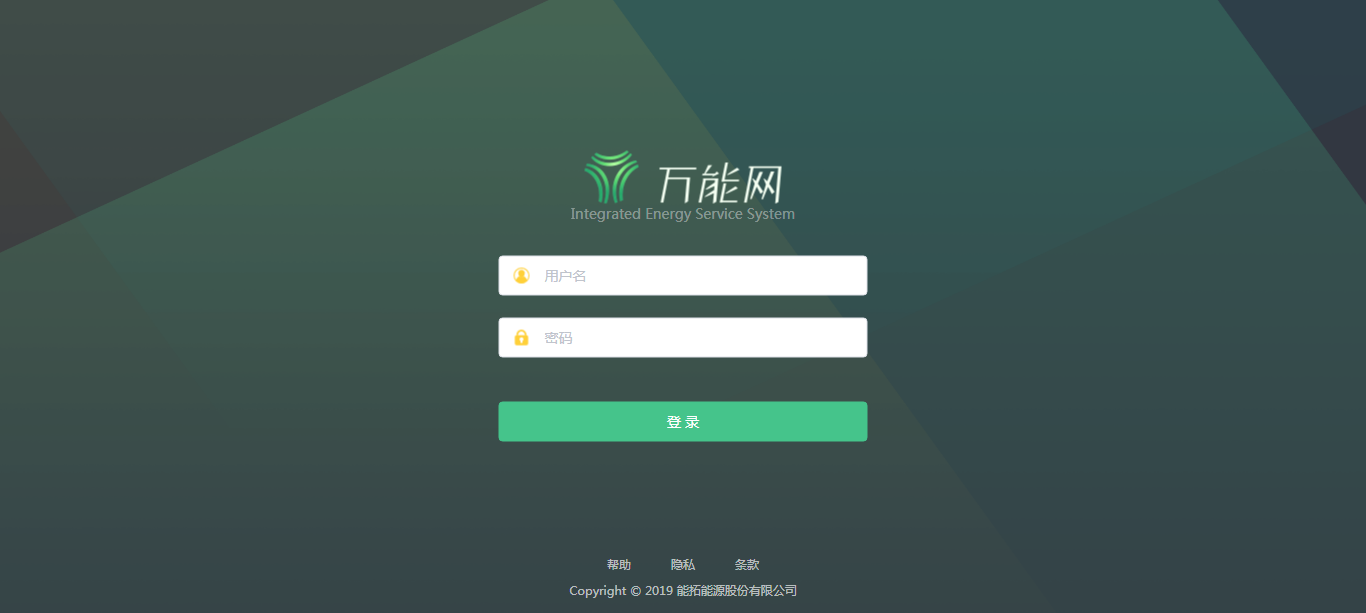 万能网
Integrated Energy Service System
用户名
密码
登 录
帮助 隐私 条款
Copyright © 2019 能拓能源股份有限公司